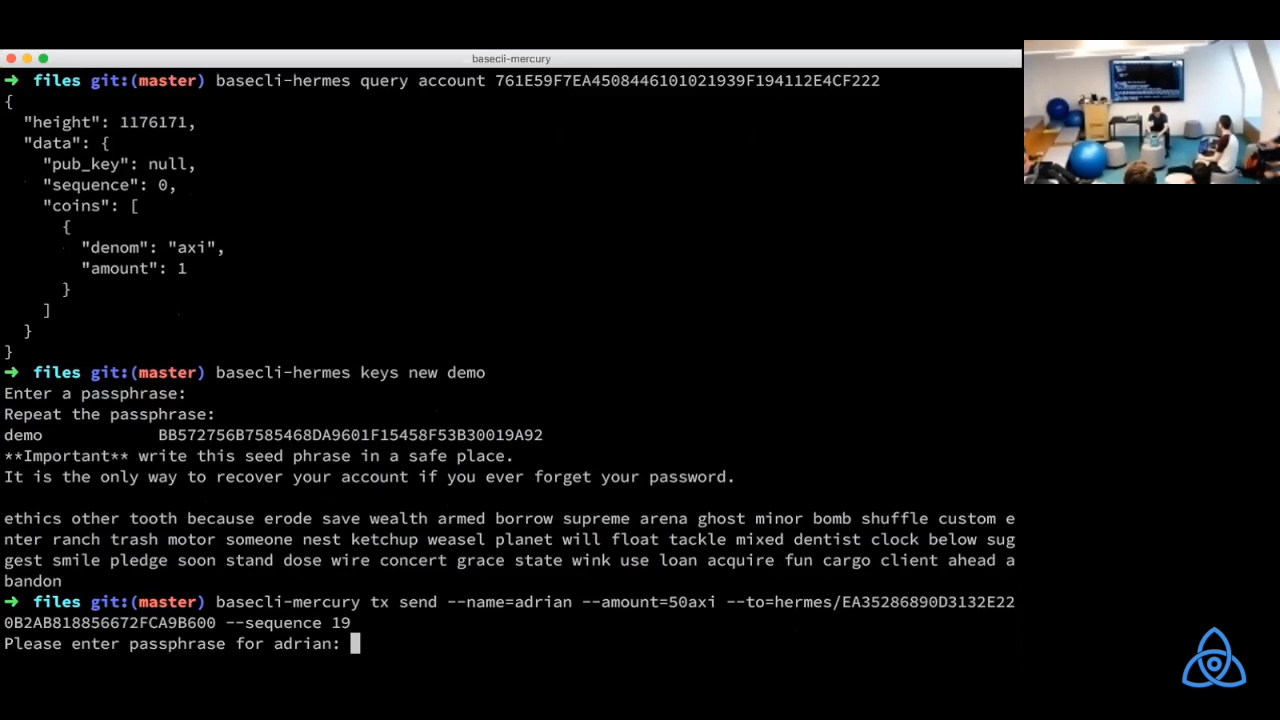 basecli-mercury
➜ files git:(master) basecli-hermes query account 761E59F7EA4508446101021939F194112E4CF222
{
"height": 1176171,
"data": {
"pub_key": null,
"sequence": 0,
"coins": [
{
"denom": "axi",
"amount": 1
}
]
}
}
➜ files git:(master) basecli-hermes keys new demo
Enter a passphrase:
Repeat the passphrase:
demo BB572756B7585468DA9601F15458F53B30019A92
**Important** write this seed phrase in a safe place.
It is the only way to recover your account if you ever forget your password.
ethics other tooth because erode save wealth armed borrow supreme arena ghost minor bomb shuffle custom e
nter ranch trash motor someone nest ketchup weasel planet will float tackle mixed dentist clock below sug
gest smile pledge soon stand dose wire concert grace state wink use loan acquire fun cargo client ahead a
bandon
➜ files git:(master) basecli-mercury tx send --name=adrian --amount=50axi --to=hermes/EA35286890D3132E22
0B2AB818856672FCA9B600 --sequence 19
Please enter passphrase for adrian: